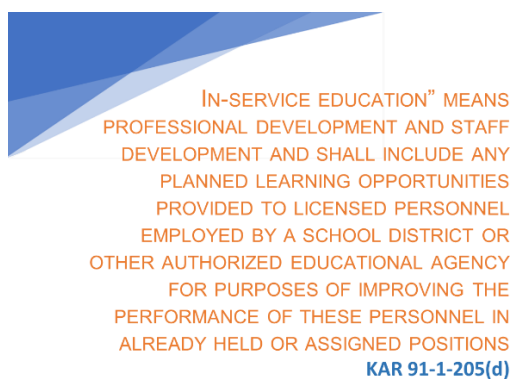 IN-SERVICE EDUCATION” MEANS
PROFESSIONAL DEVELOPMENT AND STAFF
DEVELOPMENT AND SHALL INCLUDE ANY
PLANNED LEARNING OPPORTUNITIES
PROVIDED TO LICENSED PERSONNEL
EMPLOYED BY A SCHOOL DISTRICT OR
OTHER AUTHORIZED EDUCATIONAL AGENCY
FOR PURPOSES OF IMPROVING THE
PERFORMANCE OF THESE PERSONNEL IN
ALREADY HELD OR ASSIGNED POSITIONS
KAR 91-1-205(d)